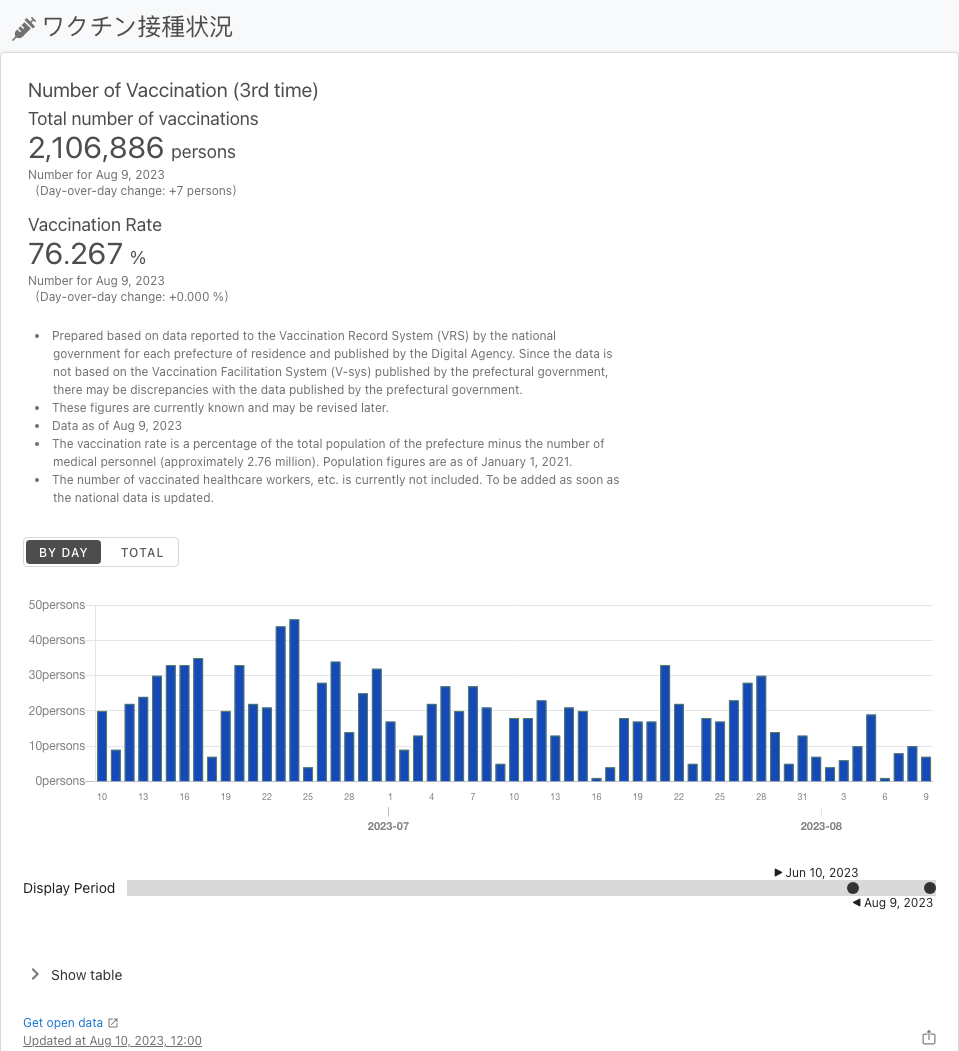 ワクチン接種状況
Number of Vaccination (3rd time)
Total number of vaccinations
2,106,886 persons
Number for Aug 9, 2023
(Day-over-day change: +7 persons)
Vaccination Rate
76.267 %
Number for Aug 9, 2023
(Day-over-day change: +0.000 %)
• Prepared based on data reported to the Vaccination Record System (VRS) by the national
government for each prefecture of residence and published by the Digital Agency. Since the data is
not based on the Vaccination Facilitation System (V-sys) published by the prefectural government,
there may be discrepancies with the data published by the prefectural government.
• These figures are currently known and may be revised later.
• Data as of Aug 9, 2023
• The vaccination rate is a percentage of the total population of the prefecture minus the number of
medical personnel (approximately 2.76 million). Population figures are as of January 1, 2021.
• The number of vaccinated healthcare workers, etc. is currently not included. To be added as soon as
the national data is updated.
BY DAY TOTAL
50persons
40persons
30persons
20persons
10persons
0persons
10 13 16 19 22 25 28 1 4 7 10 13 16 19 22 25 28 31 3 6 9
2023-07 2023-08
Jun 10, 2023
Display Period
Aug 9, 2023
Show table
Get open data
Updated at Aug 10, 2023, 12:00